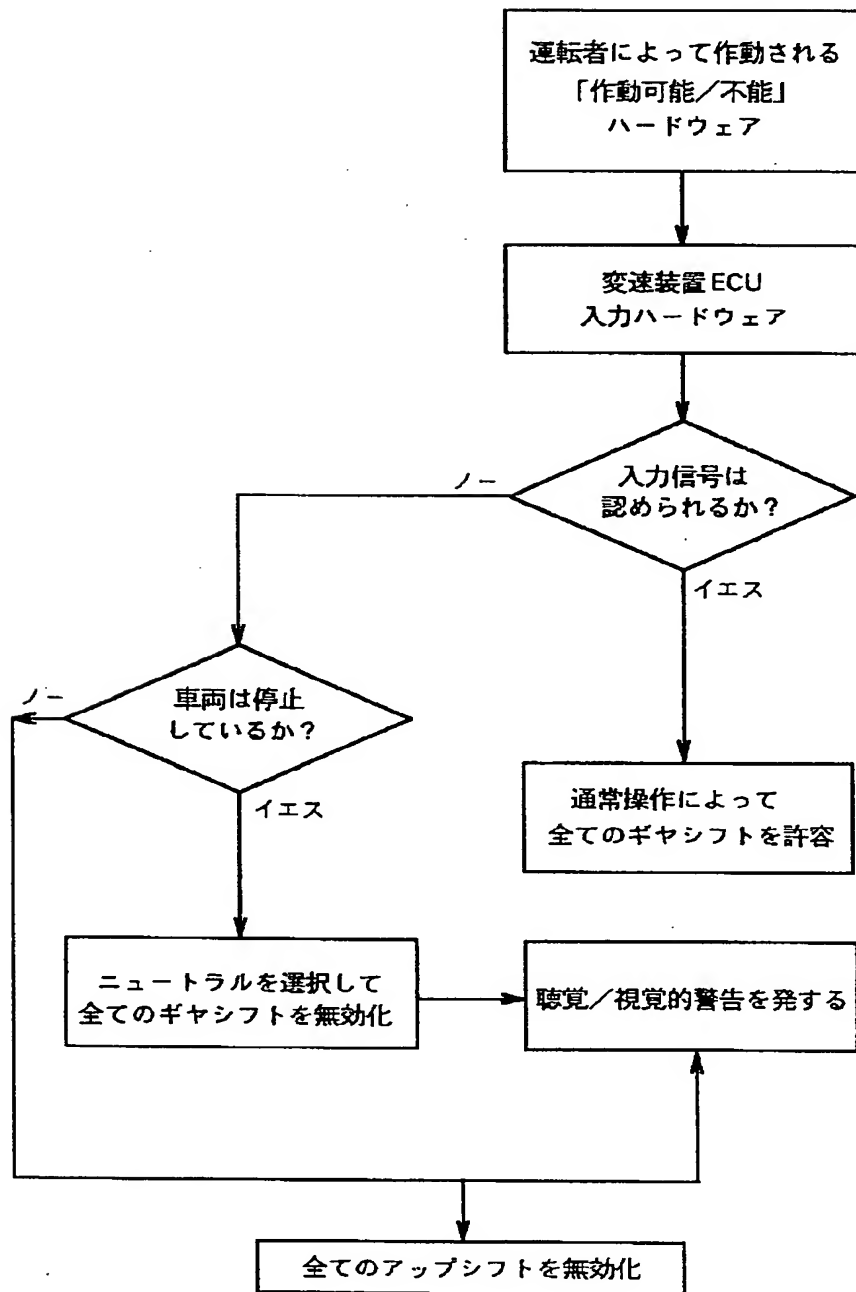 運転者によって作動される
「作動可能／不能」
ハードウェア
変速装置ECU
入力ハードウェア
入力信号は
認められるか？
ノー
イエス
車両は停止
しているか？
ノー
イエス
通常操作によって
全てのギヤシフトを許容
ニュートラルを選択して
全てのギヤシフトを無効化
聴覚／視覚的警告を発する
全てのアップシフトを無効化